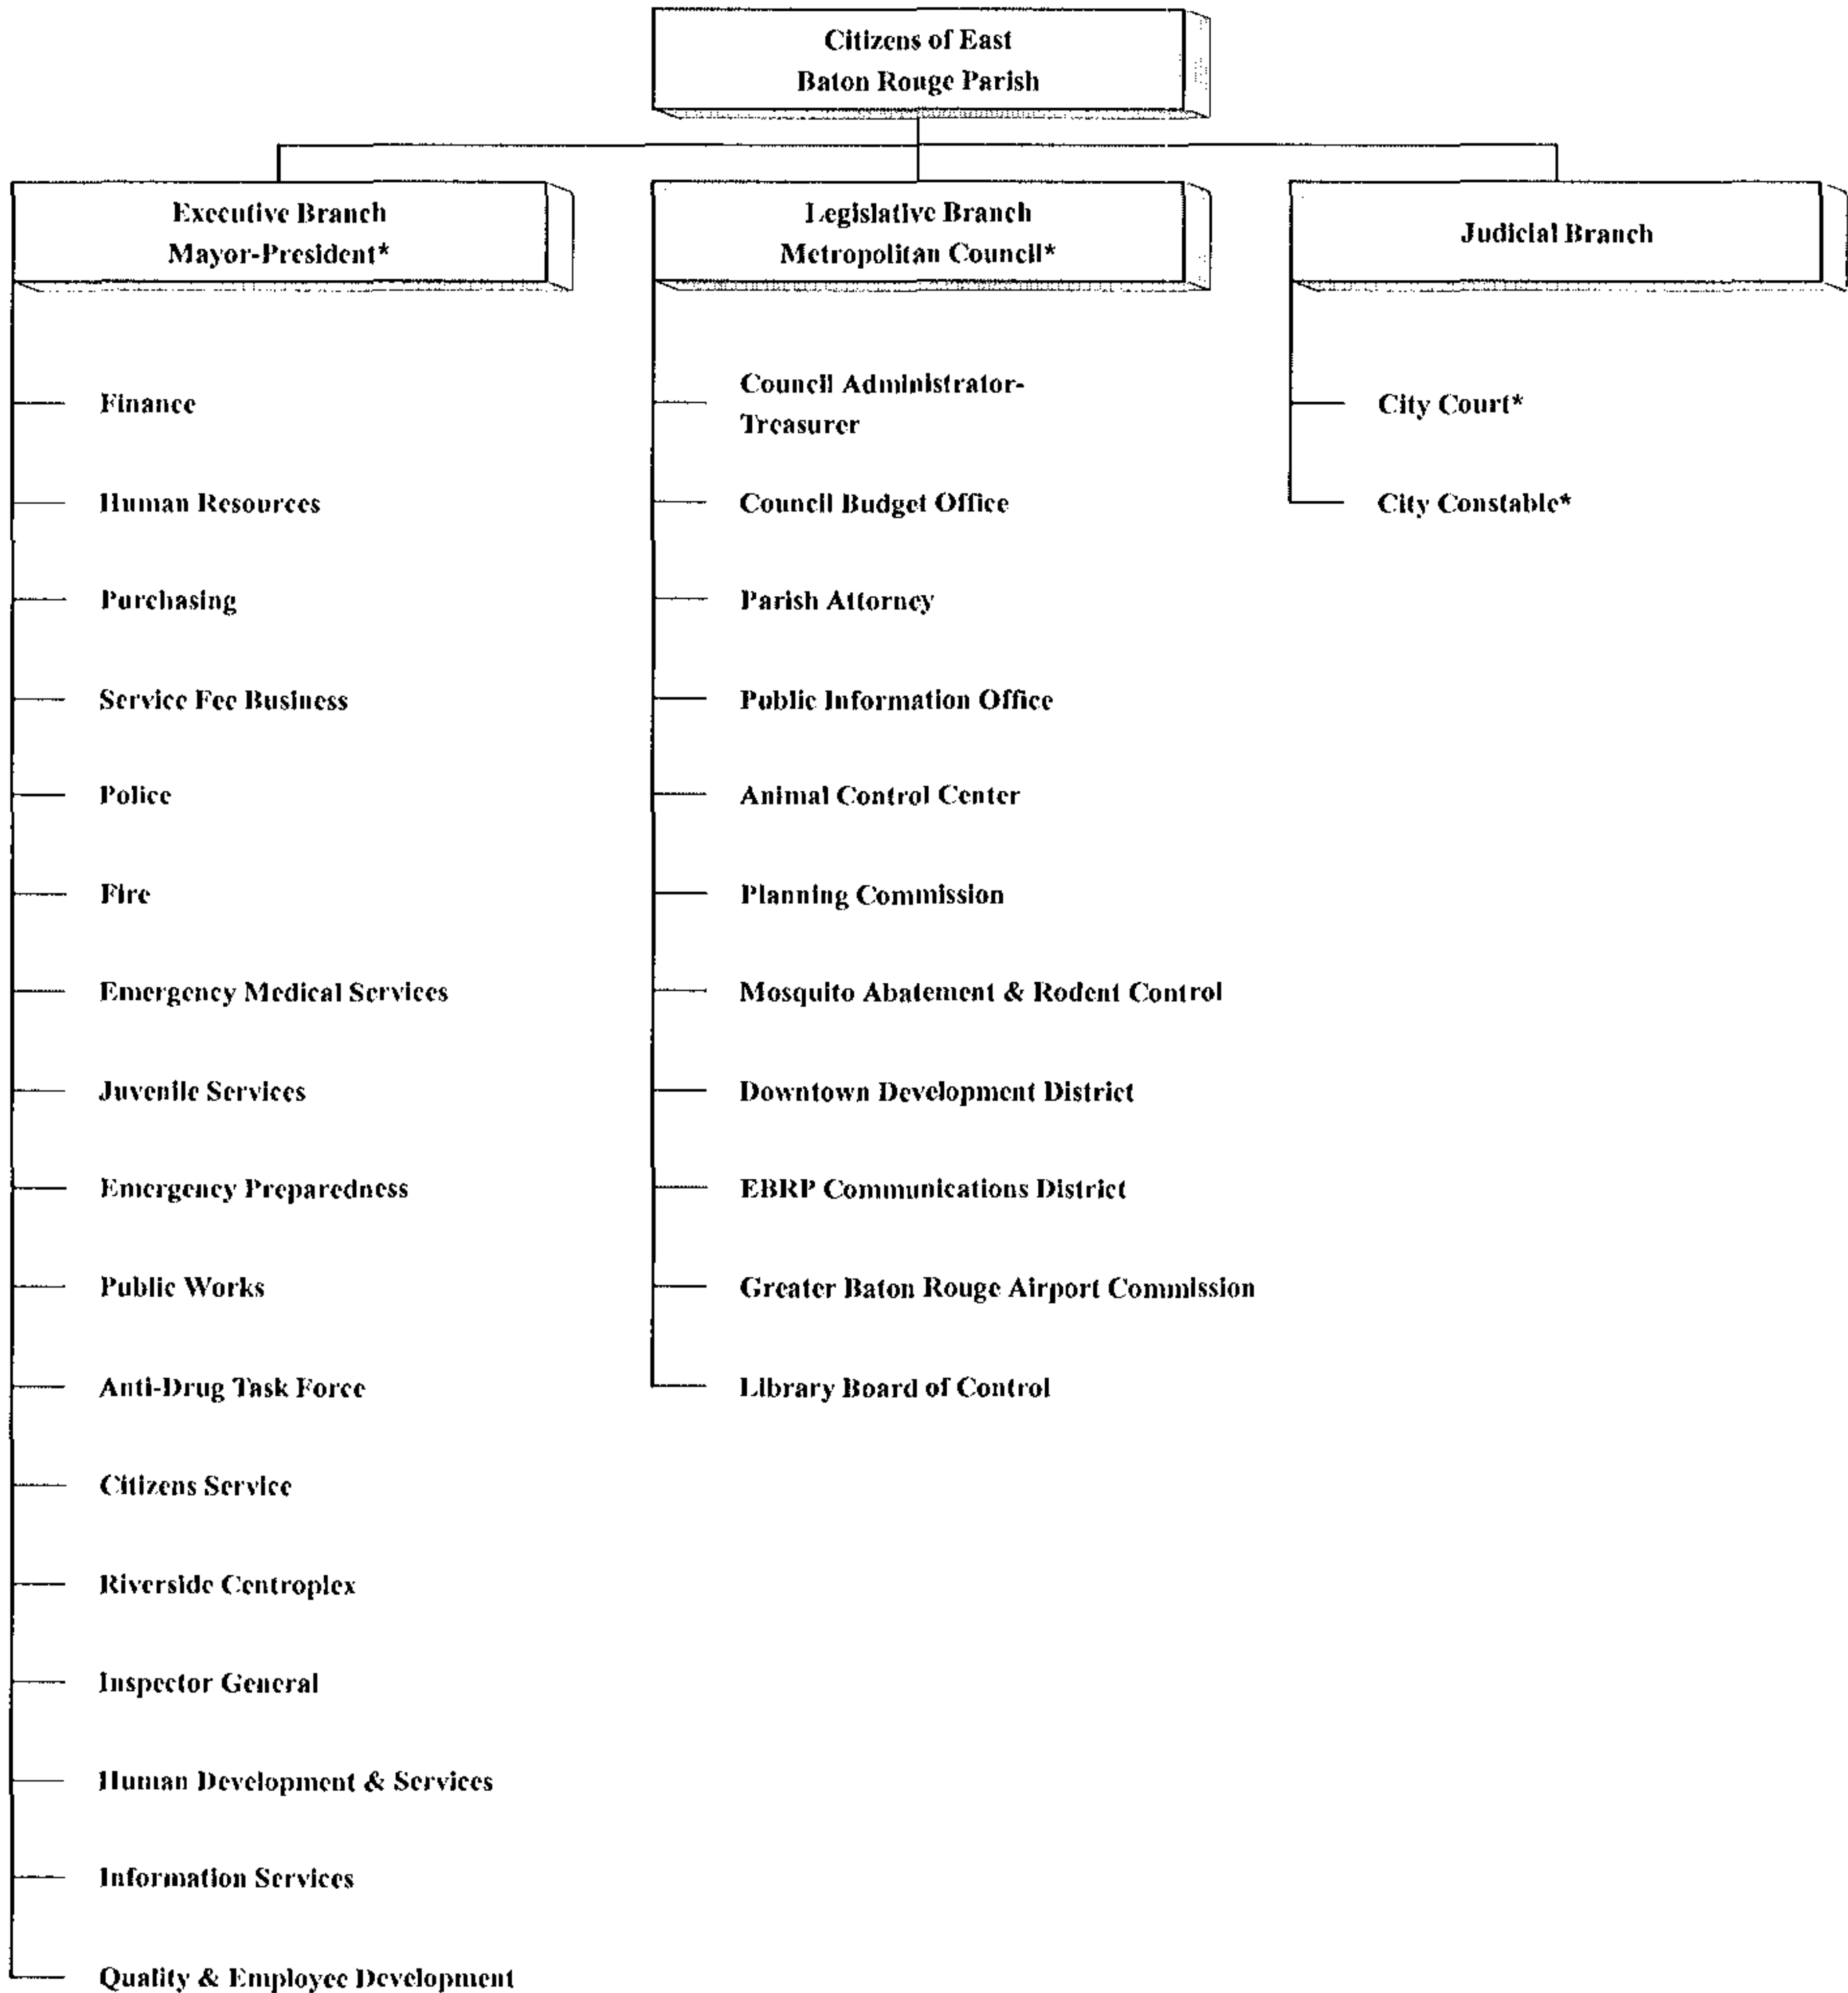 Citizens of East
Baton Rouge Parish
Executive Branch
Mayor-President*
Legislative Branch
Metropolitan Council*
Judicial Branch
Finance
Human Resources
Purchasing
Service Fee Business
Police
Fire
Emergency Medical Services
Juvenile Services
Emergency Preparedness
Public Works
Anti-Drug Task Force
Citizens Service
Riverside Centroplex
Inspector General
Human Development & Services
Information Services
Quality & Employee Development
Council Administrator-
Treasurer
Council Budget Office
Parish Attorney
Public Information Office
Animal Control Center
Planning Commission
Mosquito Abatement & Rodent Control
Downtown Development District
EBRP Communications District
Greater Baton Rouge Airport Commission
Library Board of Control
City Court*
City Constable*